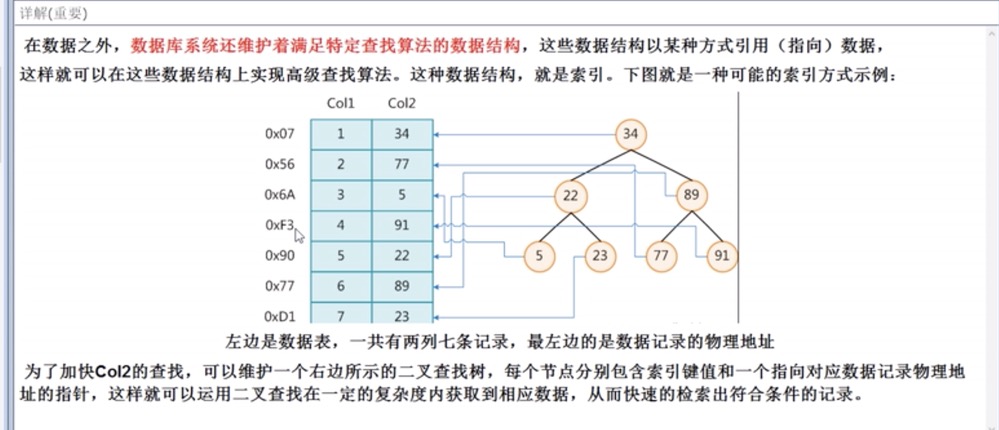 详解(重要)
在数据之外，数据库系统还维护着满足特定查找算法的数据结构，这些数据结构以某种方式引用（指向）数据，
这样就可以在这些数据结构上实现高级查找算法。这种数据结构，就是索引。下图就是一种可能的索引方式示例：
Col1 Col2
0x07 1 34 34
0x56 2 77
0x6A 3 5 22 89
0xF3 4 91
0x90 5 22 5 23 77 91
0x77 6 89
0xD1 7 23
左边是数据表，一共有两列七条记录，最左边的是数据记录的物理地址
为了加快Col2的查找，可以维护一个右边所示的二叉查找树，每个节点分别包含索引键值和一个指向对应数据记录物理地
址的指针，这样就可以运用二叉查找在一定的复杂度内获取到相应数据，从而快速的检索出符合条件的记录。